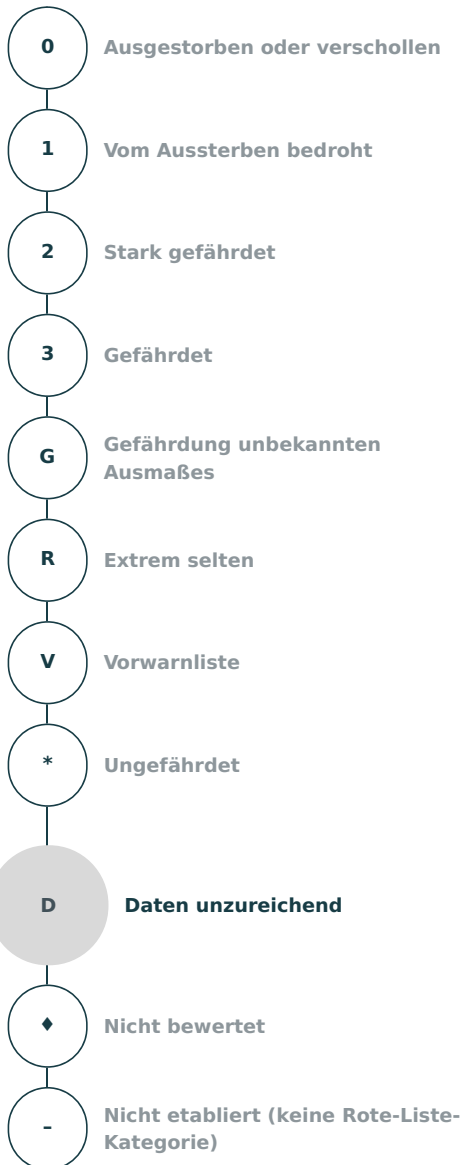 0 Ausgestorben oder verschollen
1 Vom Aussterben bedroht
2 Stark gefährdet
3 Gefährdet
G Gefährdung unbekannten
Ausmaßes
R Extrem selten
V Vorwarnliste
* Ungefährdet
D Daten unzureichend
♦ Nicht bewertet
– Nicht etabliert (keine Rote-Liste-
Kategorie)